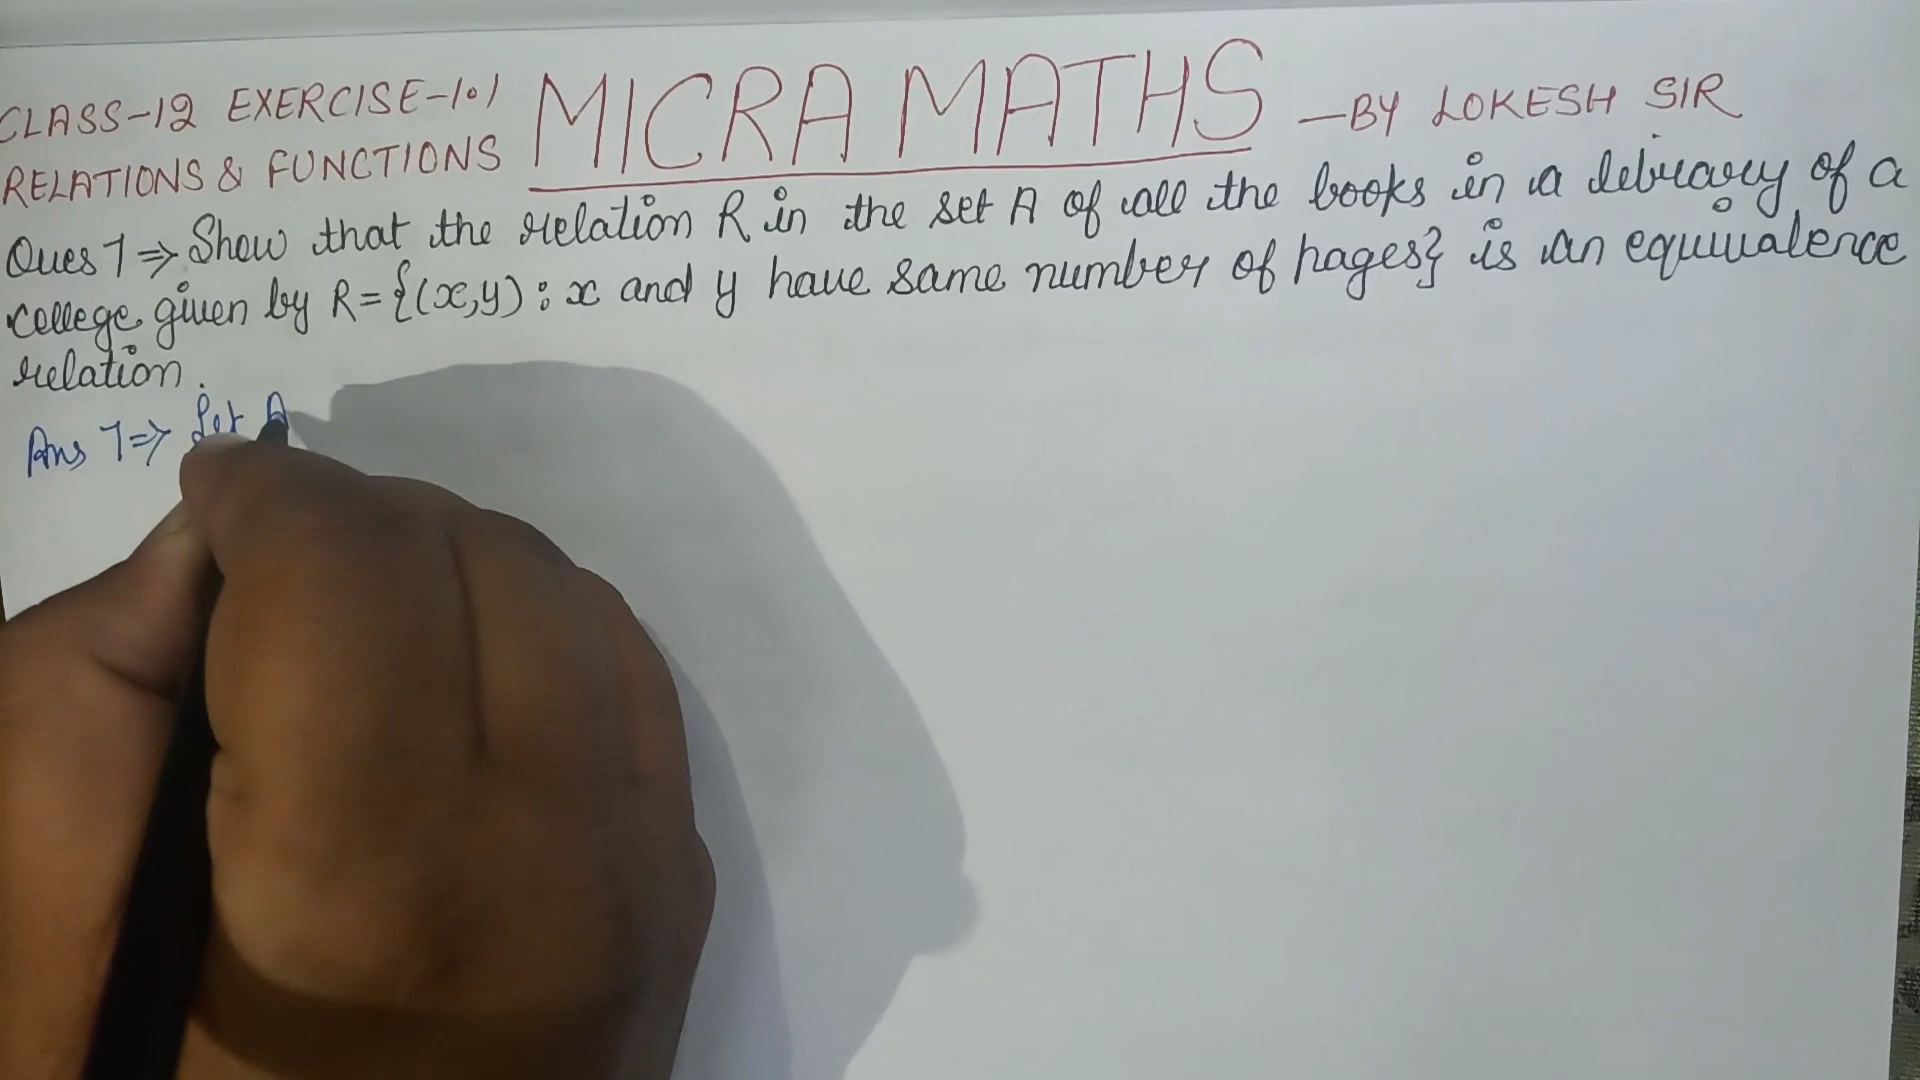 CLASS-12 EXERCISE-1.1 MICRA MATHS -BY LOKESH SIR
RELATIONS & FUNCTIONS
Ques 7 ⇒ Show that the relation R in the set A of all the books in a library of a
college, given by R = {(x,y) : x and y have same number of pages} is an equivalence
relation.
Ans 7 ⇒ Let A